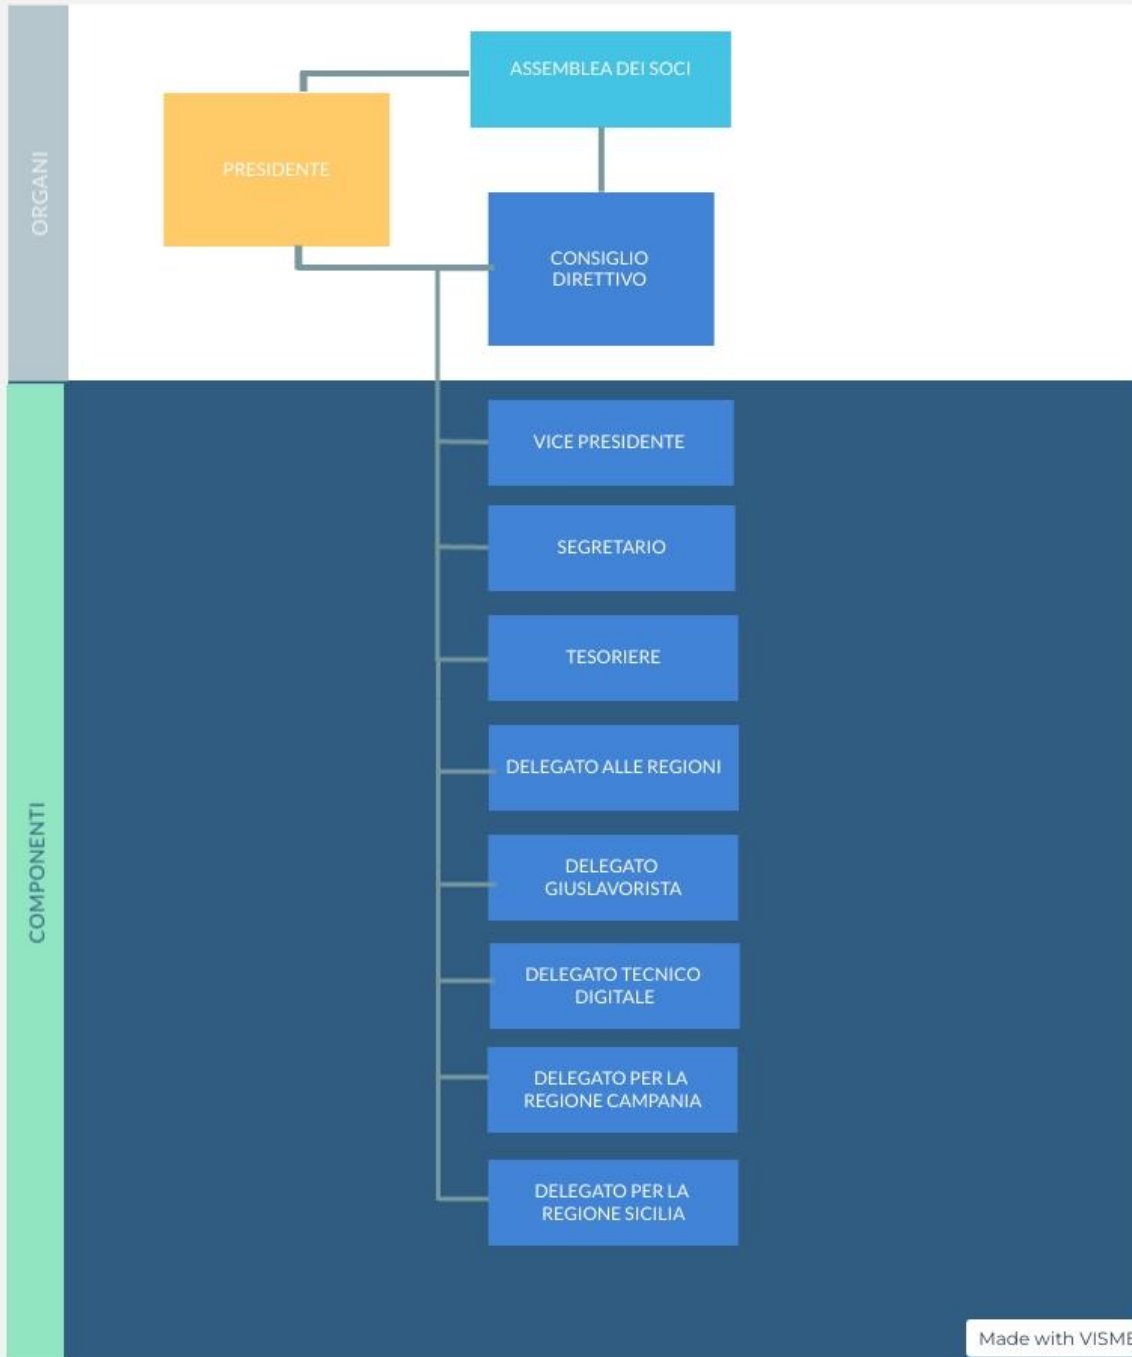 ORGANI
ASSEMBLEA DEI SOCI
PRESIDENTE
CONSIGLIO
DIRETTIVO
COMPONENTI
VICE PRESIDENTE
SEGRETARIO
TESORIERE
DELEGATO ALLE REGIONI
DELEGATO
GIUSLAVORISTA
DELEGATO TECNICO
DIGITALE
DELEGATO PER LA
REGIONE CAMPANIA
DELEGATO PER LA
REGIONE SICILIA
Made with VISME